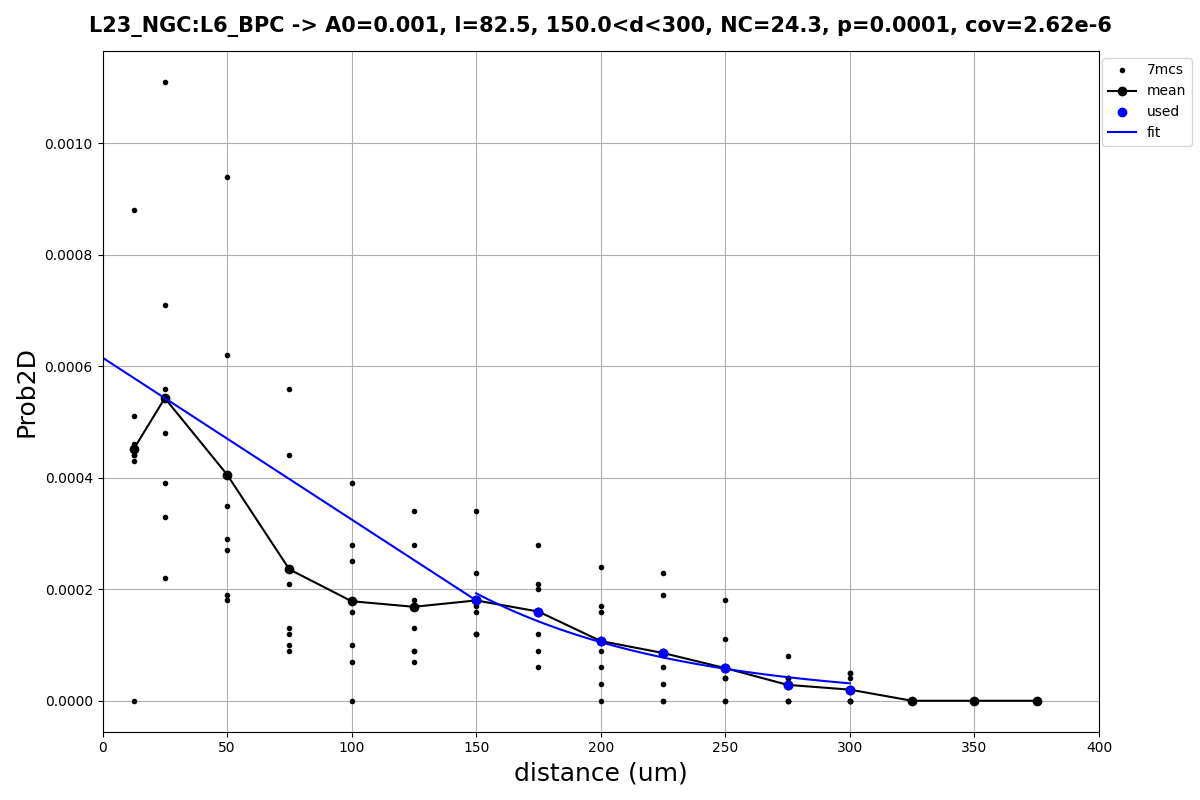 L23_NGC:L6_BPC -> A0=0.001, l=82.5, 150.0<d<300, NC=24.3, p=0.0001, cov=2.62e-6
7mcs
mean
used
fit
Prob2D
0.0010
0.0008
0.0006
0.0004
0.0002
0.0000
0 50 100 150 200 250 300 350 400
distance (um)